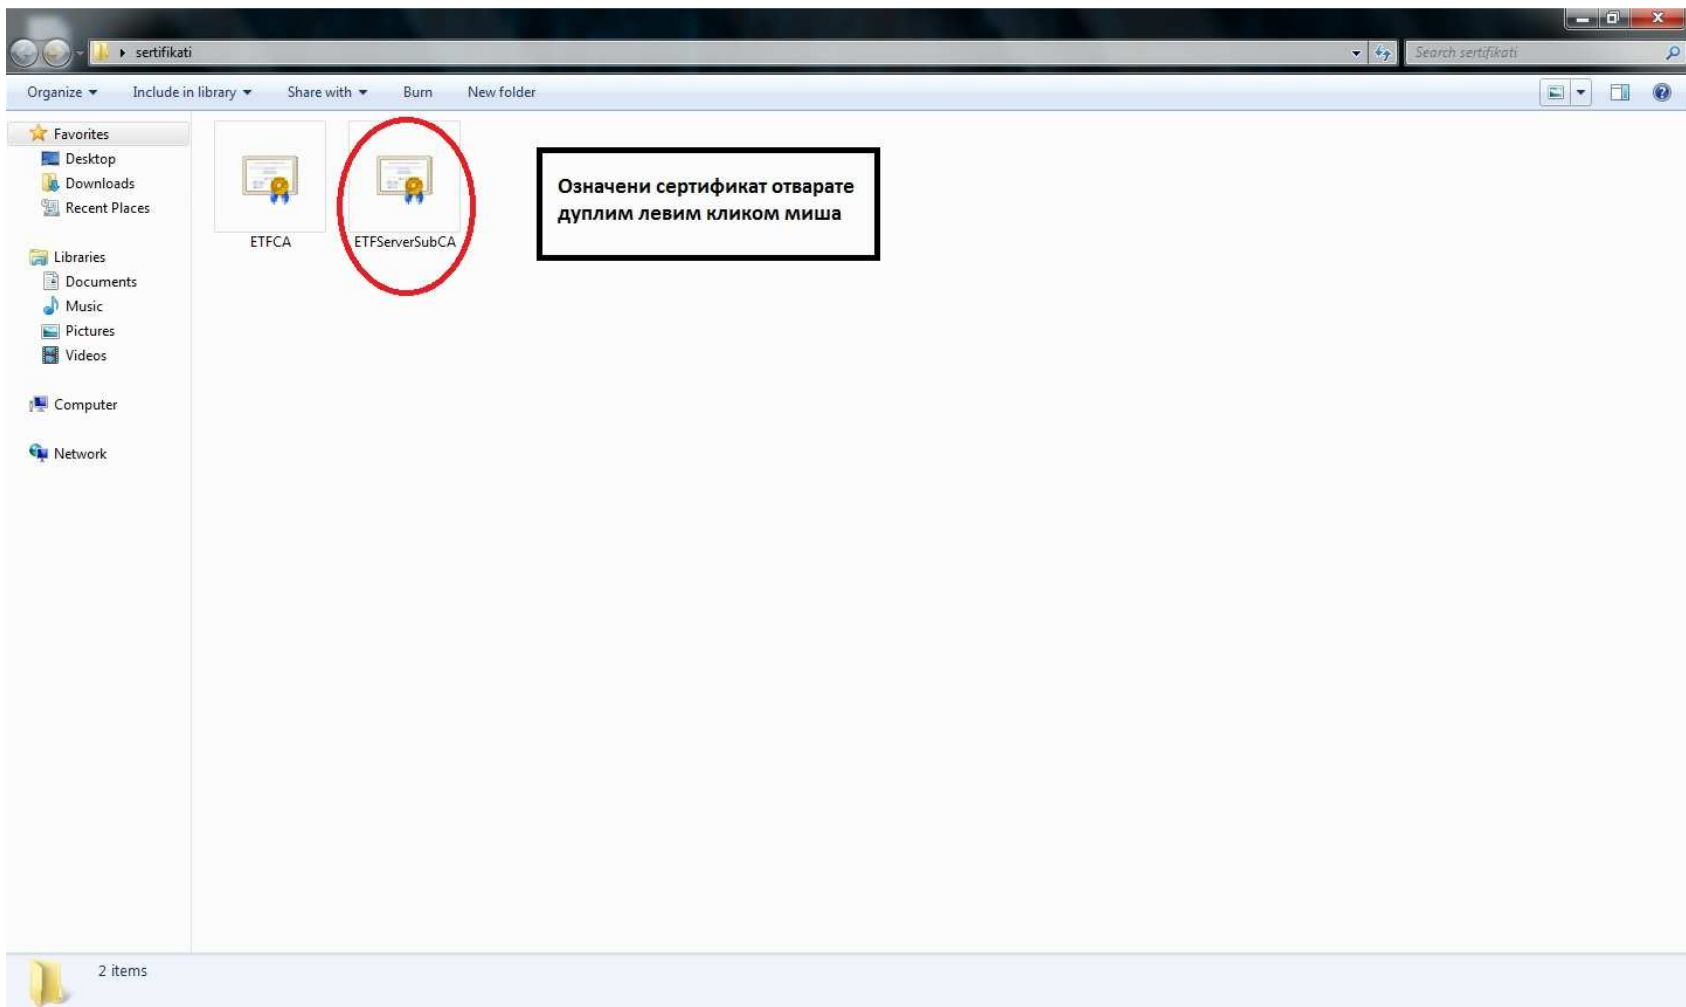 sertifikati
Search sertifikati
Organize Include in library Share with Burn New folder
Favorites
Desktop
Downloads
Recent Places
Libraries
Documents
Music
Pictures
Videos
Computer
Network
ETFCA
ETFServerSubCA
Означени сертификат отварате
дуплим левим кликом миша
2 items